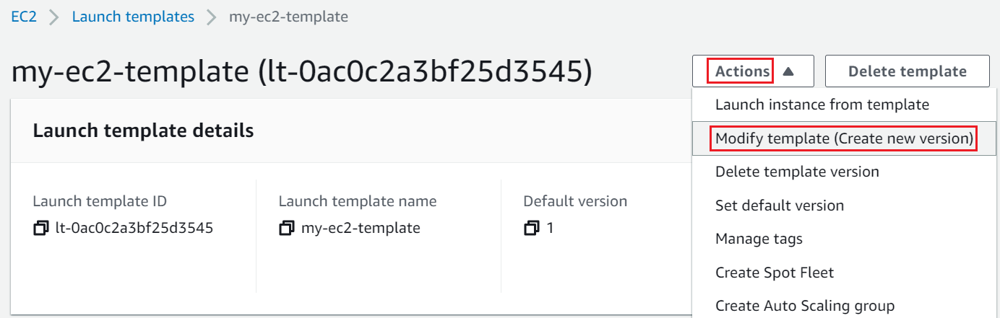 EC2 > Launch templates > my-ec2-template
my-ec2-template (lt-0ac0c2a3bf25d3545)
Actions ▲
Delete template
Launch instance from template
Modify template (Create new version)
Delete template version
Set default version
Manage tags
Create Spot Fleet
Create Auto Scaling group
Launch template details
Launch template ID
lt-0ac0c2a3bf25d3545
Launch template name
my-ec2-template
Default version
1